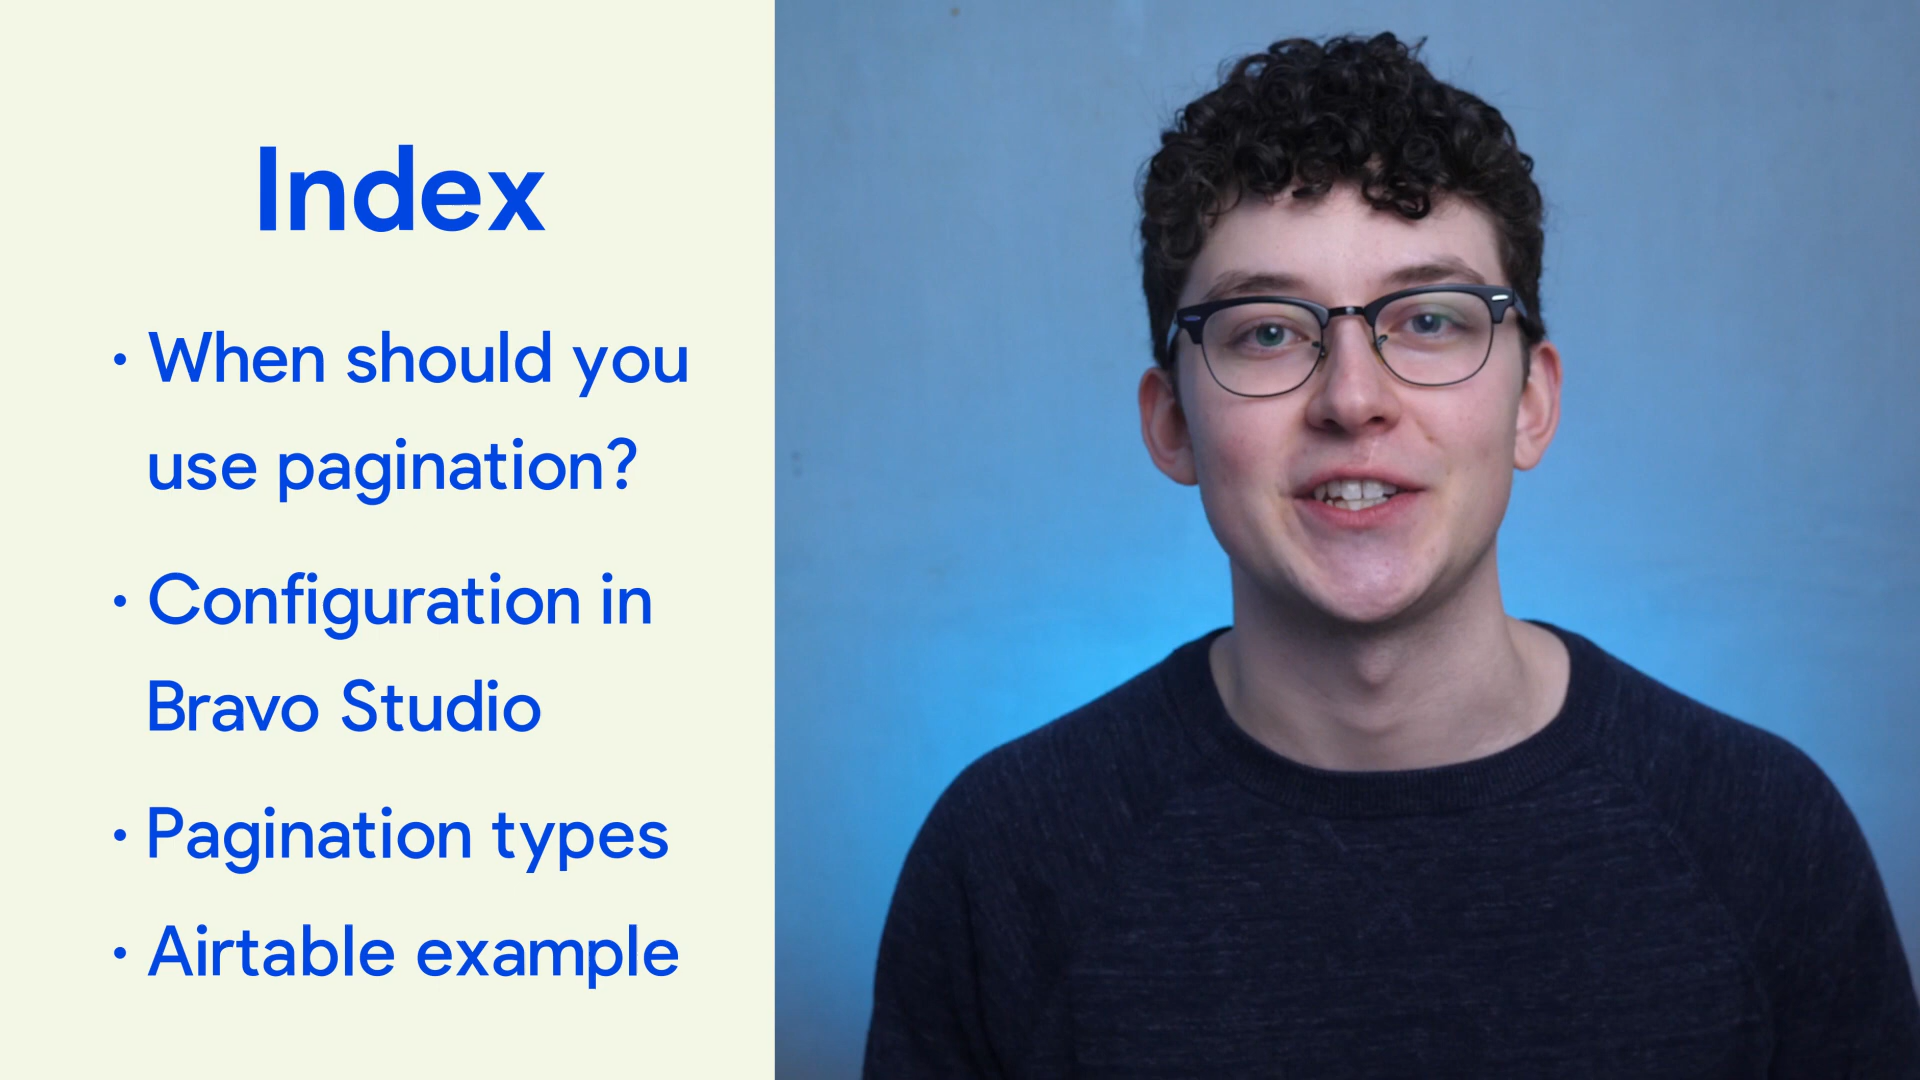 Index
· When should you
use pagination?
· Configuration in
Bravo Studio
· Pagination types
· Airtable example